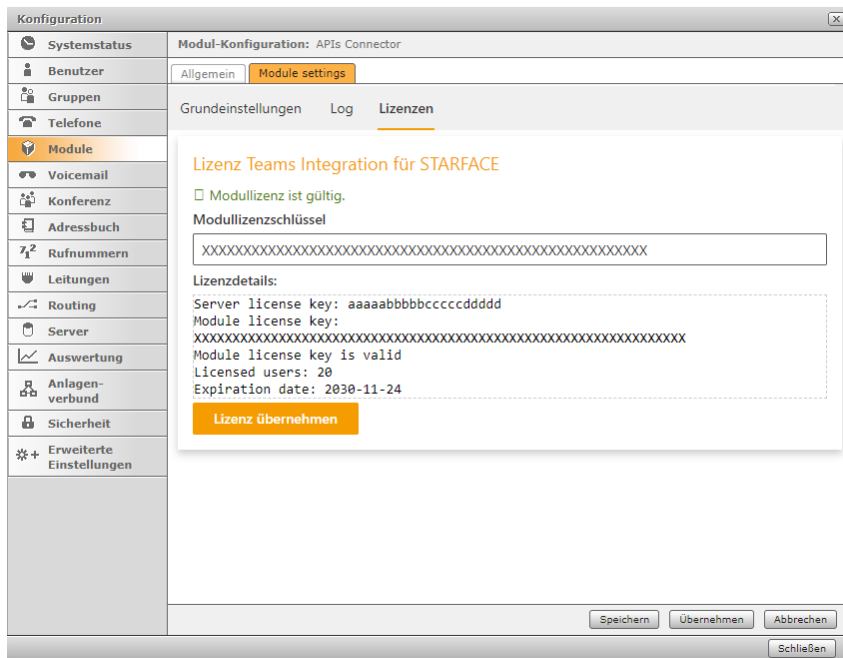 Konfiguration
Systemstatus
Benutzer
Gruppen
Telefone
Module
Voicemail
Konferenz
Adressbuch
Rufnummern
Leitungen
Routing
Server
Auswertung
Anlagen-
verbund
Sicherheit
Erweiterte
Einstellungen
Modul-Konfiguration: APIs Connector
Allgemein Module settings
Grundeinstellungen Log Lizenzen
Lizenz Teams Integration für STARFACE
Modullizenz ist gültig.
Modullizenzschlüssel
XXXXXXXXXXXXXXXXXXXXXXXXXXXXXXXXXXXXXXXXXXXXXXXXXXXXXX
Lizenzdetails:
Server license key: aaaaabbbbbcccccddddd
Module license key:
XXXXXXXXXXXXXXXXXXXXXXXXXXXXXXXXXXXXXXXXXXXXXXXXXXXXXXXXXXXXXXXX
Module license key is valid
Licensed users: 20
Expiration date: 2030-11-24
Lizenz übernehmen
Speichern Übernehmen Abbrechen
Schließen